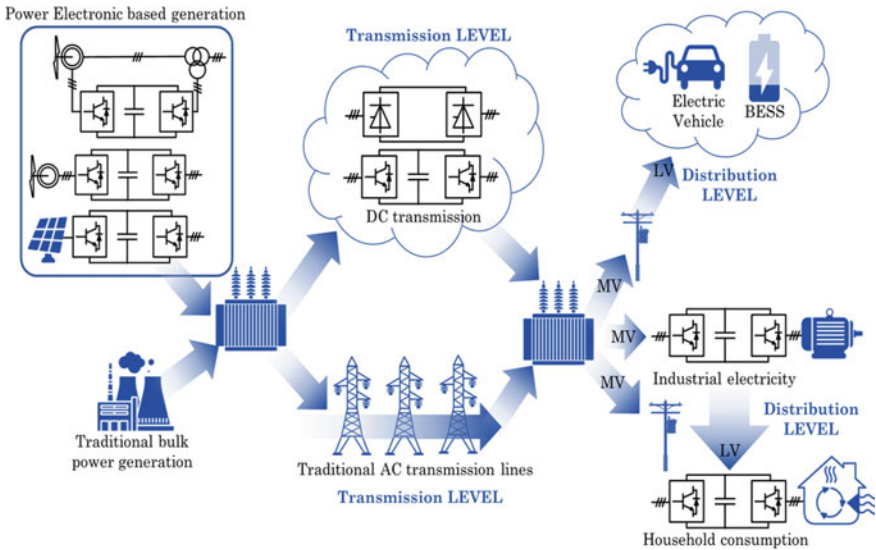 Power Electronic based generation
Transmission LEVEL
DC transmission
Electric
Vehicle
BESS
LV
Distribution
LEVEL
MV
MV
MV
Industrial electricity
Traditional bulk
power generation
Traditional AC transmission lines
Transmission LEVEL
Distribution
LEVEL
LV
Household consumption